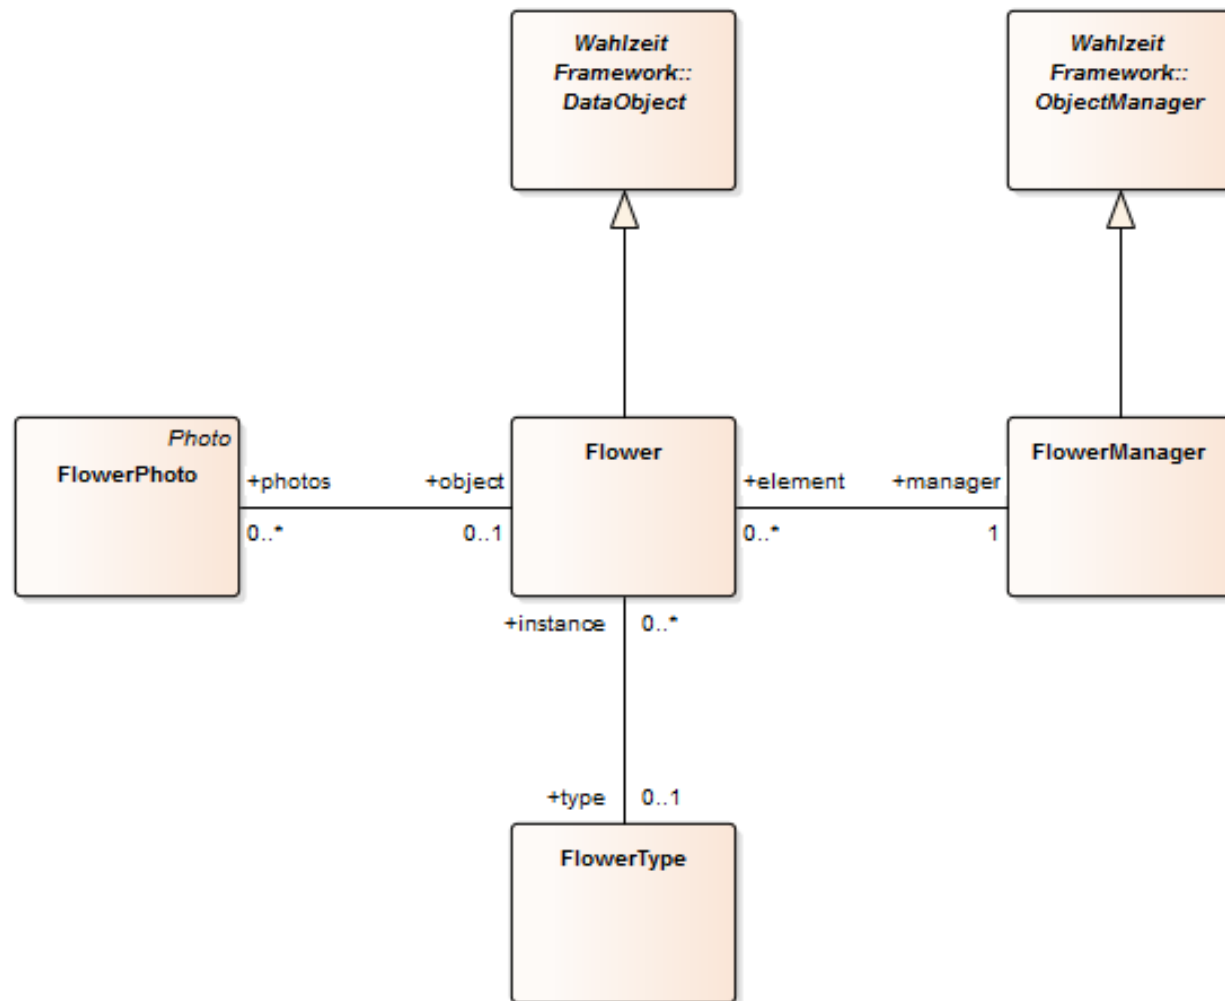 Wahlzeit
Framework::
DataObject
Wahlzeit
Framework::
ObjectManager
Photo
FlowerPhoto
+photos
0..*
+object
0..1
Flower
+element
0..*
+manager
1
FlowerManager
+instance
0..*
+type
0..1
FlowerType